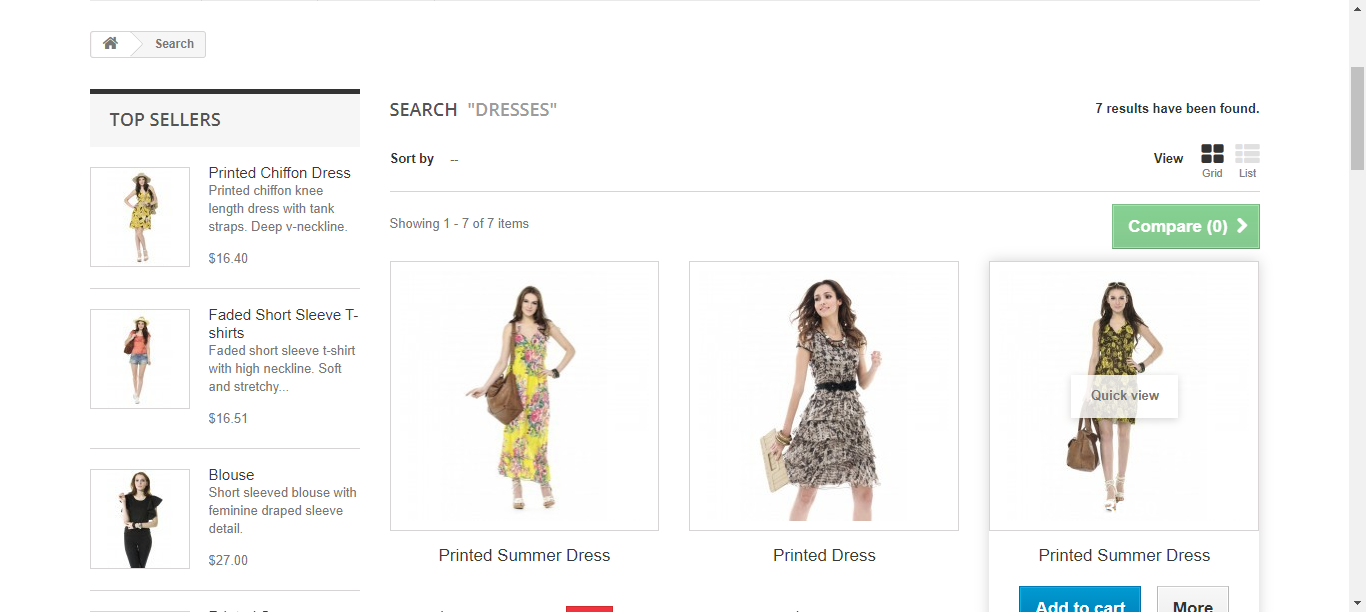 Search
TOP SELLERS
Printed Chiffon Dress
Printed chiffon knee
length dress with tank
straps. Deep v-neckline.
$16.40
Faded Short Sleeve T-
shirts
Faded short sleeve t-shirt
with high neckline. Soft
and stretchy...
$16.51
Blouse
Short sleeved blouse with
feminine draped sleeve
detail.
$27.00
SEARCH "DRESSES"
7 results have been found.
Sort by --
View
Grid
List
Showing 1 - 7 of 7 items
Compare (0)
Quick view
Printed Summer Dress
Printed Dress
Printed Summer Dress
Add to cart
More